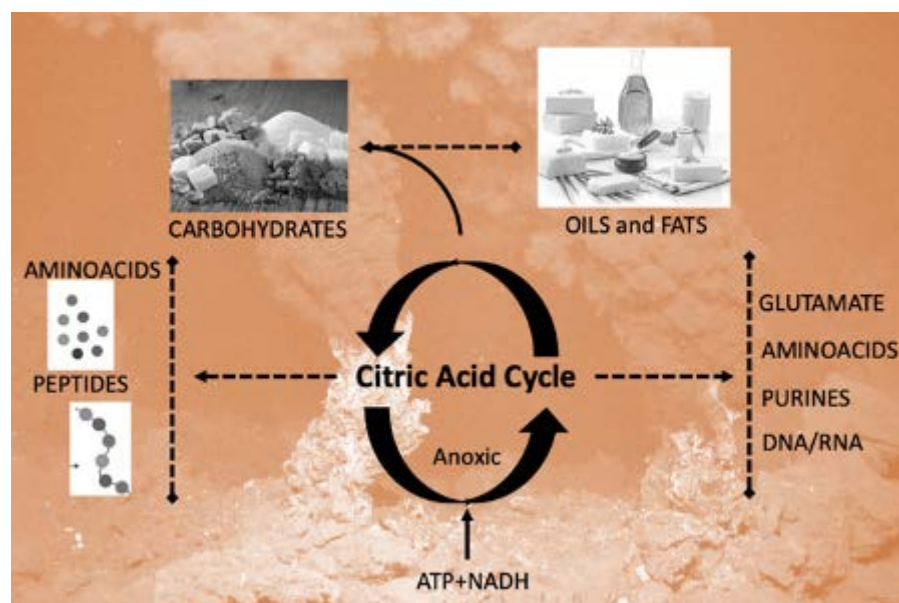 CARBOHYDRATES
OILS and FATS
AMINOACIDS
PEPTIDES
Citric Acid Cycle
Anoxic
ATP+NADH
GLUTAMATE
AMINOACIDS
PURINES
DNA/RNA